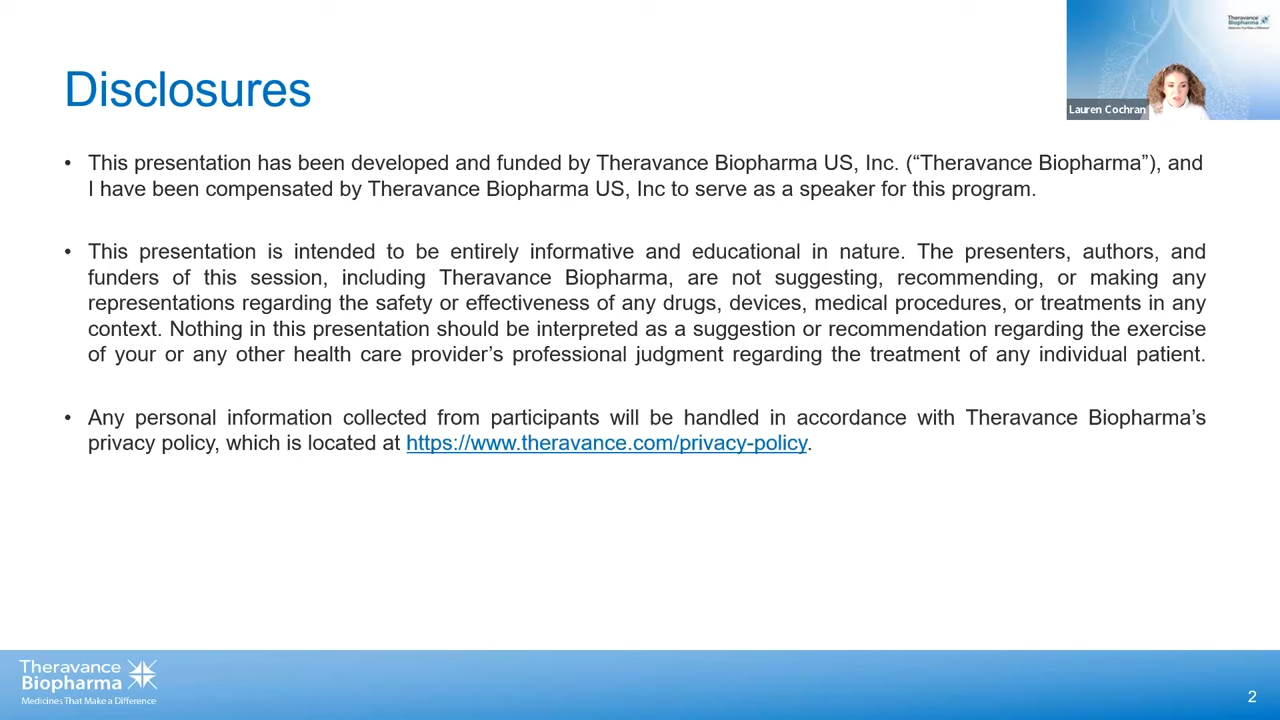 Theravance
Biopharma
Medicines That Make a Difference
Lauren Cochran
Disclosures
• This presentation has been developed and funded by Theravance Biopharma US, Inc. (“Theravance Biopharma”), and
I have been compensated by Theravance Biopharma US, Inc to serve as a speaker for this program.
• This presentation is intended to be entirely informative and educational in nature. The presenters, authors, and
funders of this session, including Theravance Biopharma, are not suggesting, recommending, or making any
representations regarding the safety or effectiveness of any drugs, devices, medical procedures, or treatments in any
context. Nothing in this presentation should be interpreted as a suggestion or recommendation regarding the exercise
of your or any other health care provider’s professional judgment regarding the treatment of any individual patient.
• Any personal information collected from participants will be handled in accordance with Theravance Biopharma’s
privacy policy, which is located at https://www.theravance.com/privacy-policy.
Theravance
Biopharma
Medicines That Make a Difference
2